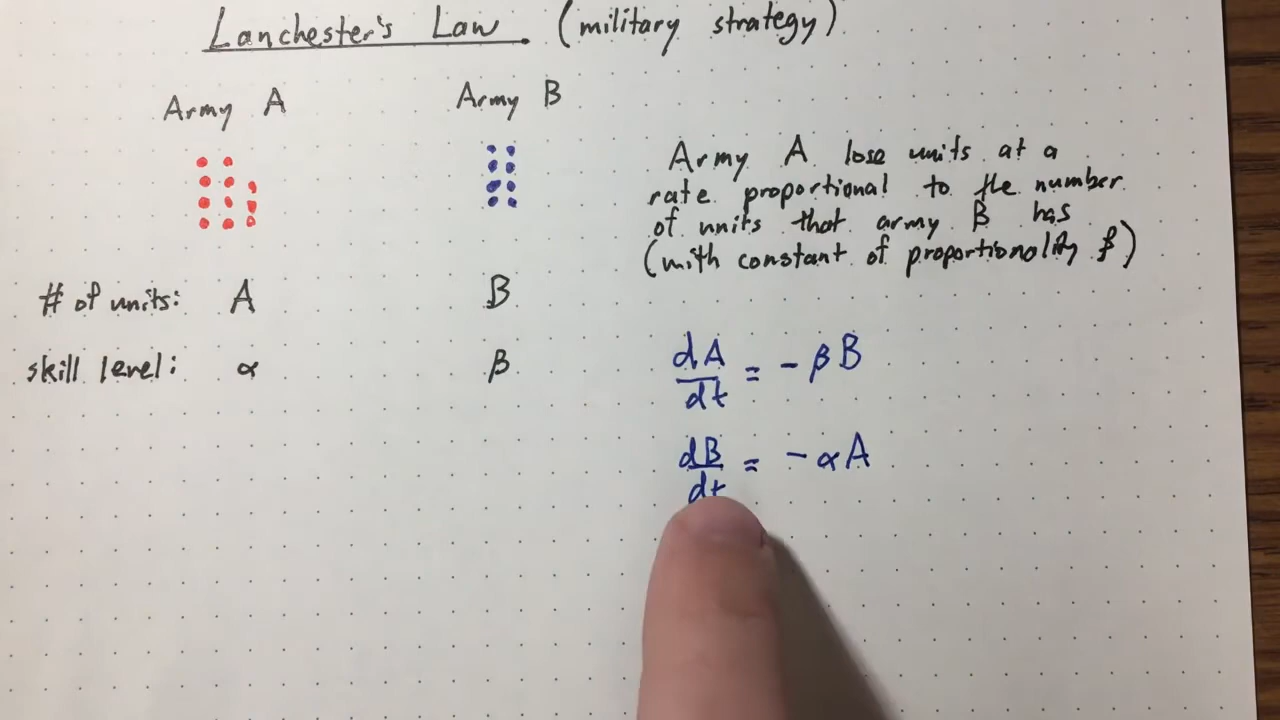 Lanchester's Law (military strategy)
Army A Army B
Army A lose units at a
rate proportional to the number
of units that army B has
(with constant of proportionality β)
# of units: A B
skill level: α β
dA/dt = -βB
dB/dt = -αA